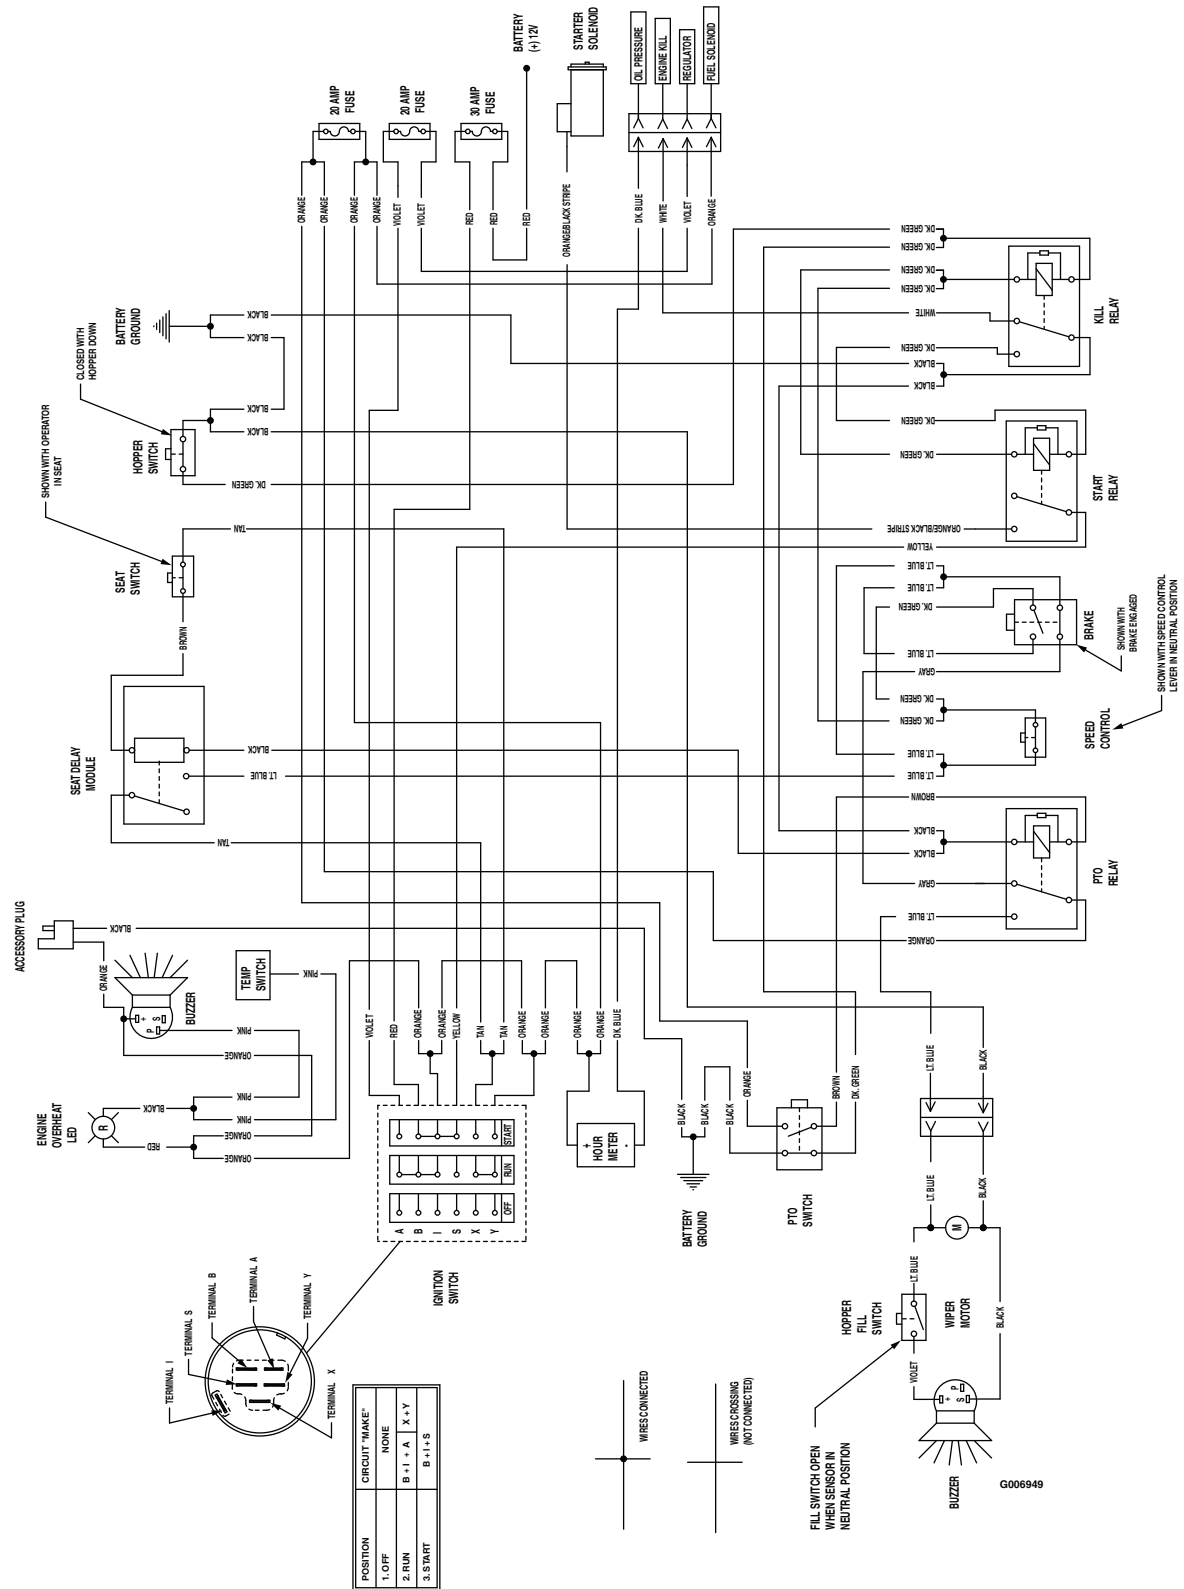 BATTERY
(+) 12V
STARTER
SOLENOID
20 AMP
FUSE
20 AMP
FUSE
30 AMP
FUSE
OIL PRESSURE
ENGINE KILL
REGULATOR
FUEL SOLENOID
ORANGE
ORANGE
ORANGE
ORANGE
VIOLET
VIOLET
RED
RED
RED
ORANGE/BLACK STRIPE
DK. BLUE
WHITE
VIOLET
ORANGE
BATTERY
GROUND
BLACK
BLACK
CLOSED WITH
HOPPER DOWN
HOPPER
SWITCH
BLACK
BLACK
DK. GREEN
SHOWN WITH OPERATOR
IN SEAT
SEAT
SWITCH
TAN
BROWN
SEAT DELAY
MODULE
BLACK
LT. BLUE
TAN
DK. GREEN
DK. GREEN
DK. GREEN
DK. GREEN
WHITE
DK. GREEN
BLACK
BLACK
KILL
RELAY
DK. GREEN
DK. GREEN
START
RELAY
ORANGE/BLACK STRIPE
YELLOW
LT. BLUE
LT. BLUE
DK. GREEN
LT. BLUE
GRAY
BRAKE
SHOWN WITH
BRAKE ENGAGED
DK. GREEN
DK. GREEN
LT. BLUE
LT. BLUE
SPEED
CONTROL
SHOWN WITH SPEED CONTROL
LEVER IN NEUTRAL POSITION
BROWN
BLACK
BLACK
GRAY
LT. BLUE
ORANGE
PTO
RELAY
ACCESSORY PLUG
BLACK
ORANGE
BUZZER
+
S
P
TEMP
SWITCH
PINK
PINK
ORANGE
ENGINE
OVERHEAT
LED
R
BLACK
RED
PINK
PINK
ORANGE
ORANGE
VIOLET
RED
ORANGE
ORANGE
YELLOW
TAN
TAN
ORANGE
ORANGE
ORANGE
ORANGE
DK. BLUE
START
RUN
OFF
A
B
I
S
X
Y
IGNITION
SWITCH
+
HOUR
METER
-
BLACK
BLACK
BLACK
BATTERY
GROUND
ORANGE
BROWN
DK. GREEN
PTO
SWITCH
LT. BLUE
BLACK
LT. BLUE
BLACK
M
WIPER
MOTOR
LT. BLUE
HOPPER
FILL
SWITCH
VIOLET
BLACK
+
S
P
BUZZER
FILL SWITCH OPEN
WHEN SENSOR IN
NEUTRAL POSITION
TERMINAL I
TERMINAL S
TERMINAL B
TERMINAL A
TERMINAL Y
TERMINAL X
POSITION CIRCUIT "MAKE"
1. OFF NONE
2. RUN B + I + A X + Y
3. START B + I + S
WIRES CONNECTED
WIRES CROSSING
(NOT CONNECTED)
G006949